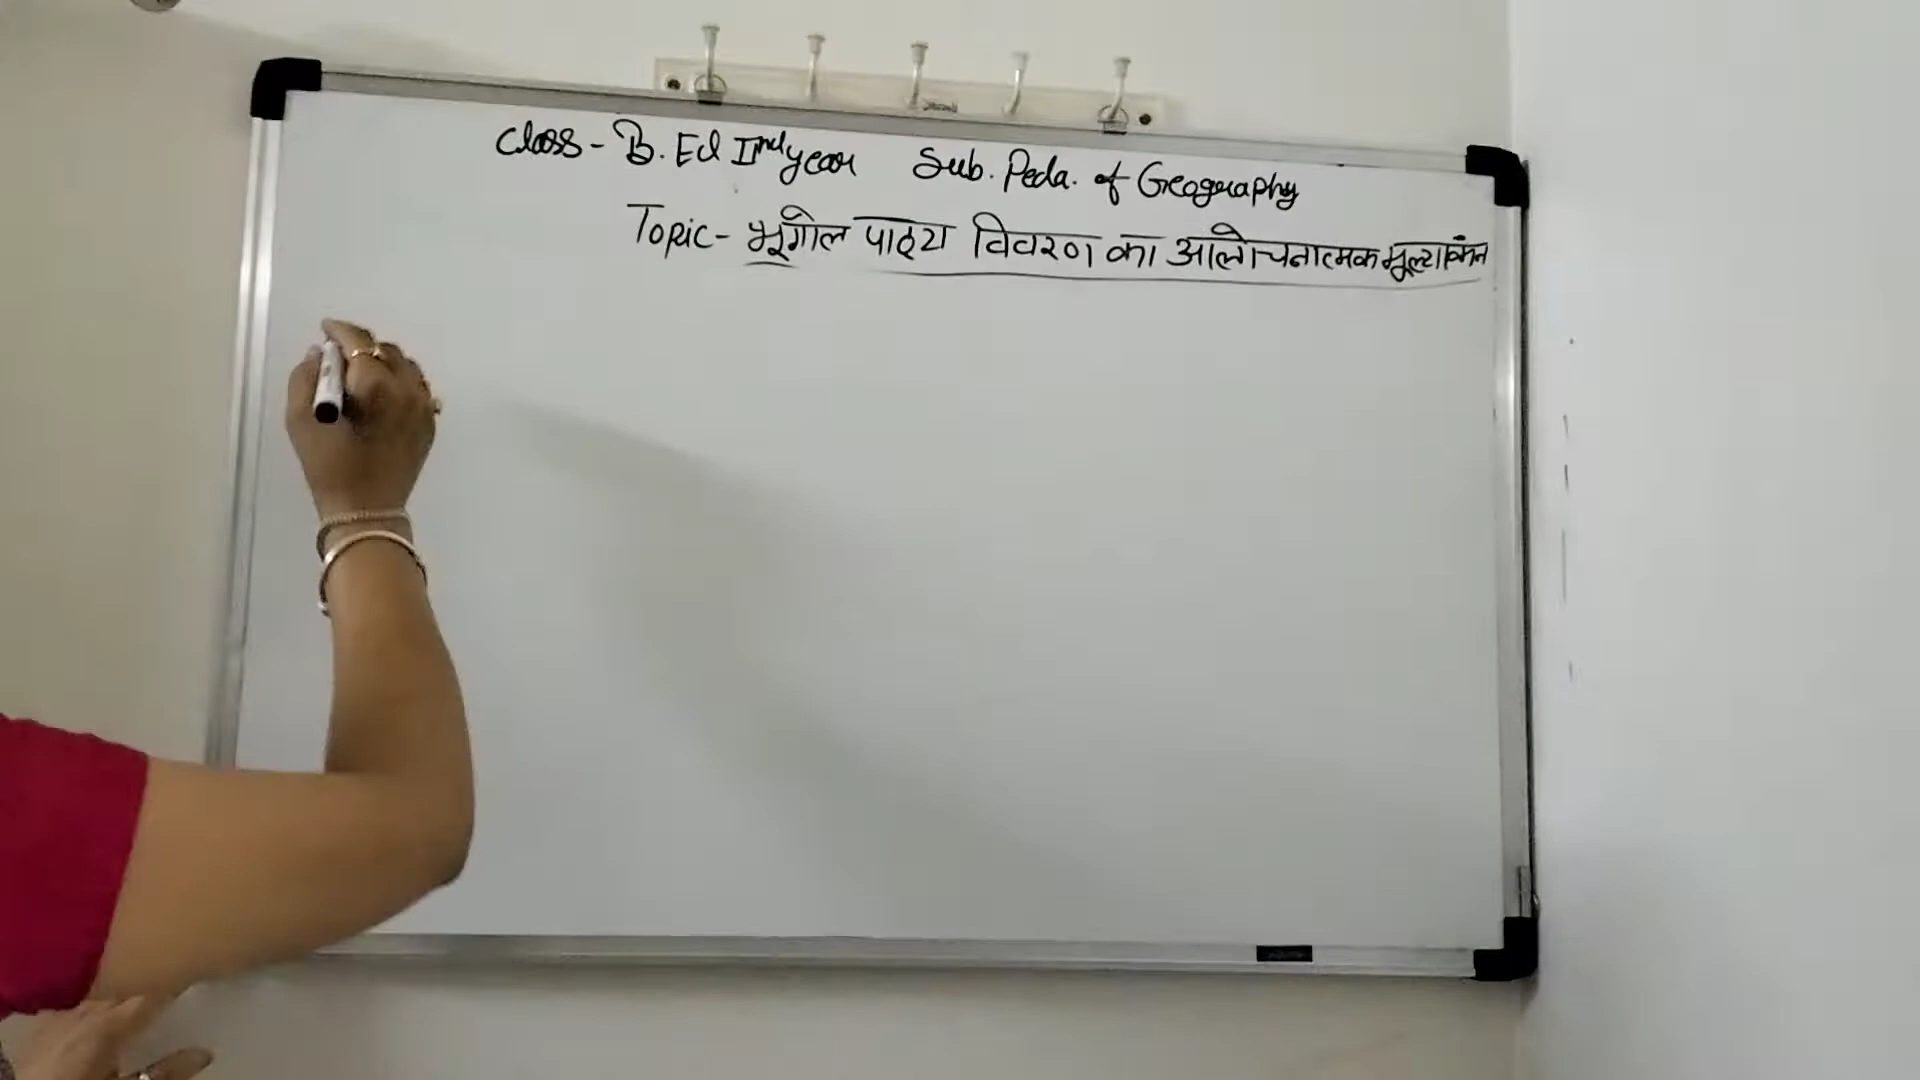 Class - B. Ed IInd year Sub. Peda. of Geography
Topic - भूगोल पाठ्य विवरण का आलोचनात्मक मूल्यांकन